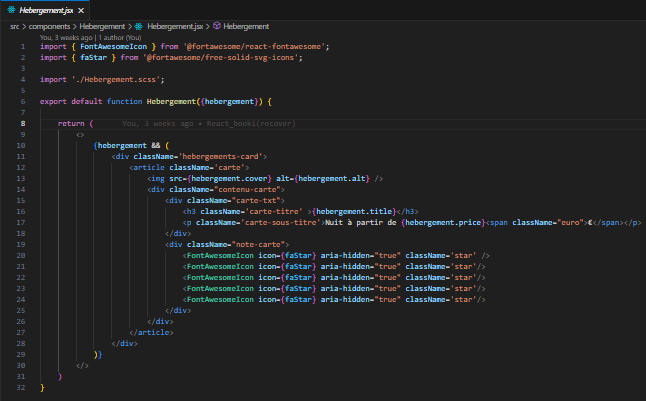 Hebergement.jsx ×
src > components > Hebergement > Hebergement.jsx > Hebergement
You, 3 weeks ago | 1 author (You)
1 import { FontAwesomeIcon } from '@fortawesome/react-fontawesome';
2 import { faStar } from '@fortawesome/free-solid-svg-icons';
3
4 import './Hebergement.scss';
5
6 export default function Hebergement({hebergement}) {
7
8 return ( You, 3 weeks ago • React_booki(recover)
9 <>
10 {hebergement && (
11 <div className='hebergements-card'>
12 <article className='carte'>
13 <img src={hebergement.cover} alt={hebergement.alt} />
14 <div className="contenu-carte">
15 <div className="carte-txt">
16 <h3 className='carte-titre' >{hebergement.title}</h3>
17 <p className='carte-sous-titre'>Nuit à partir de {hebergement.price}<span className="euro">€</span></p>
18 </div>
19 <div className="note-carte">
20 <FontAwesomeIcon icon={faStar} aria-hidden="true" className='star' />
21 <FontAwesomeIcon icon={faStar} aria-hidden="true" className='star'/>
22 <FontAwesomeIcon icon={faStar} aria-hidden="true" className='star'/>
23 <FontAwesomeIcon icon={faStar} aria-hidden="true" className='star'/>
24 <FontAwesomeIcon icon={faStar} aria-hidden="true" className='star'/>
25 </div>
26 </div>
27 </article>
28 </div>
29 )}
30 </>
31 )
32 }